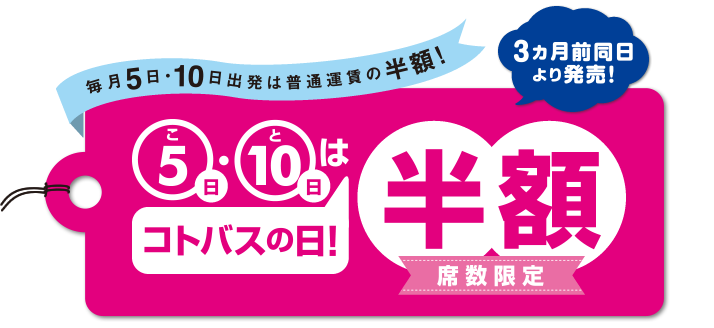 毎月5日・10日出発は普通運賃の半額!
3ヵ月前同日
より発売!
こ と
5日・10日は
半額
コトバスの日!
席数限定